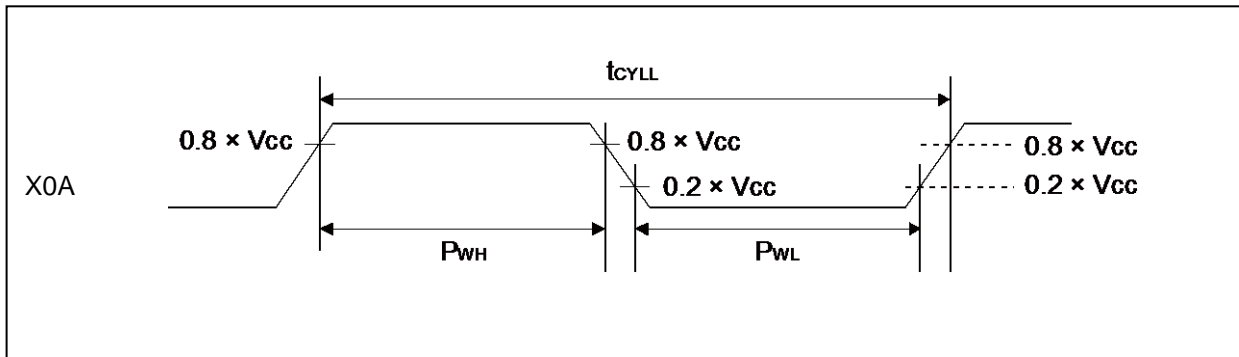 tCYLL
0.8 × Vcc
0.8 × Vcc
0.8 × Vcc
X0A
0.2 × Vcc
0.2 × Vcc
PWH
PWL